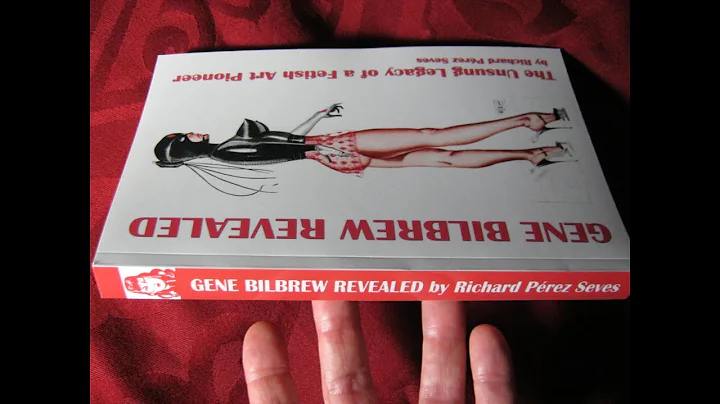 GENE BILBREW REVEALED
The Unsung Legacy of a Fetish Art Pioneer
by Richard Pérez Seves
GENE BILBREW REVEALED by Richard Pérez Seves